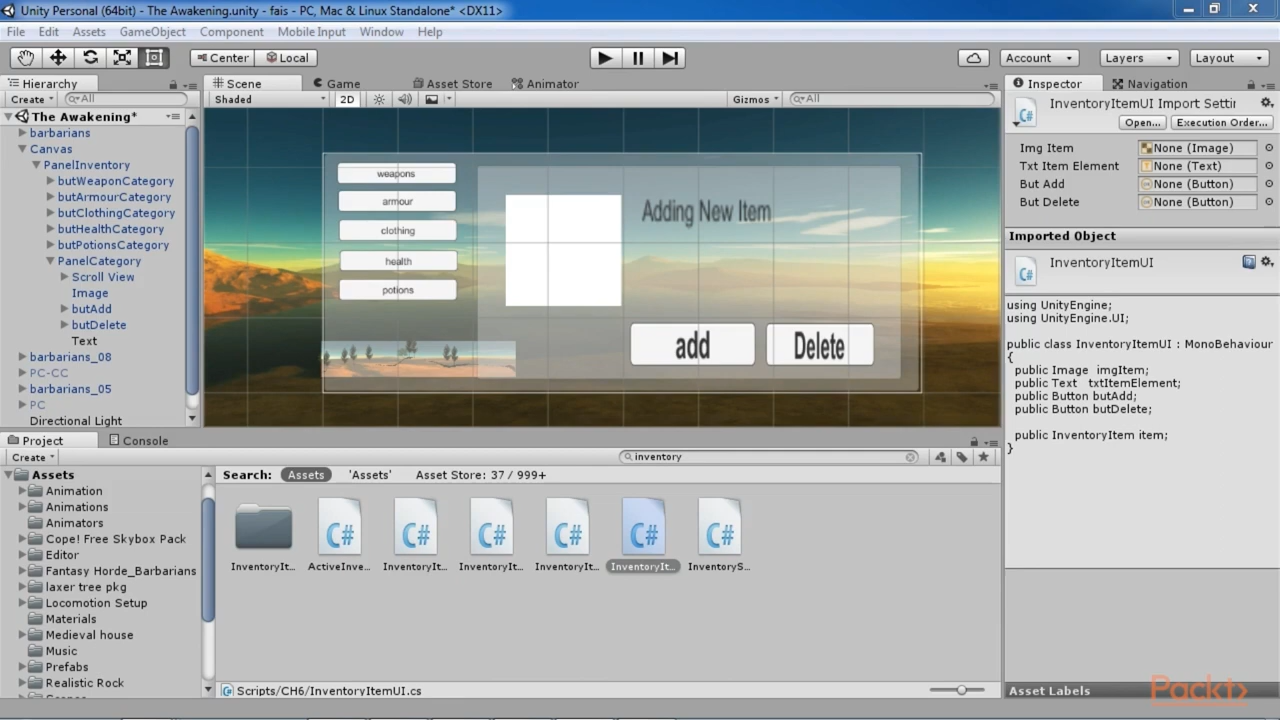 Unity Personal (64bit) - The Awakening.unity - fais - PC, Mac & Linux Standalone* <DX11>
File Edit Assets GameObject Component Mobile Input Window Help
Center Local Account Layers Layout
Hierarchy
Create All
The Awakening*
barbarians
Canvas
PanelInventory
butWeaponCategory
butArmourCategory
butClothingCategory
butHealthCategory
butPotionsCategory
PanelCategory
Scroll View
Image
butAdd
butDelete
Text
barbarians_08
PC-CC
barbarians_05
PC
Directional Light
Scene Game Asset Store Animator
Shaded 2D Gizmos All
weapons
armour
clothing
health
potions
Adding New Item
add Delete
Inspector Navigation
InventoryItemUI Import Settir
Open... Execution Order...
Img Item None (Image)
Txt Item Element None (Text)
But Add None (Button)
But Delete None (Button)
Imported Object
InventoryItemUI
using UnityEngine;
using UnityEngine.UI;
public class InventoryItemUI : MonoBehaviour
{
public Image imgItem;
public Text txtItemElement;
public Button butAdd;
public Button butDelete;
public InventoryItem item;
}
Asset Labels
Project Console
Create inventory
Assets
Animation
Animations
Animators
Cope! Free Skybox Pack
Editor
Fantasy Horde_Barbarians
laxer tree pkg
Locomotion Setup
Materials
Medieval house
Music
Prefabs
Realistic Rock
Search: Assets 'Assets' Asset Store: 37 / 999+
InventoryIt... ActiveInve... InventoryIt... InventoryIt... InventoryIt... InventoryIt... InventoryS...
Scripts/CH6/InventoryItemUI.cs
Packt>